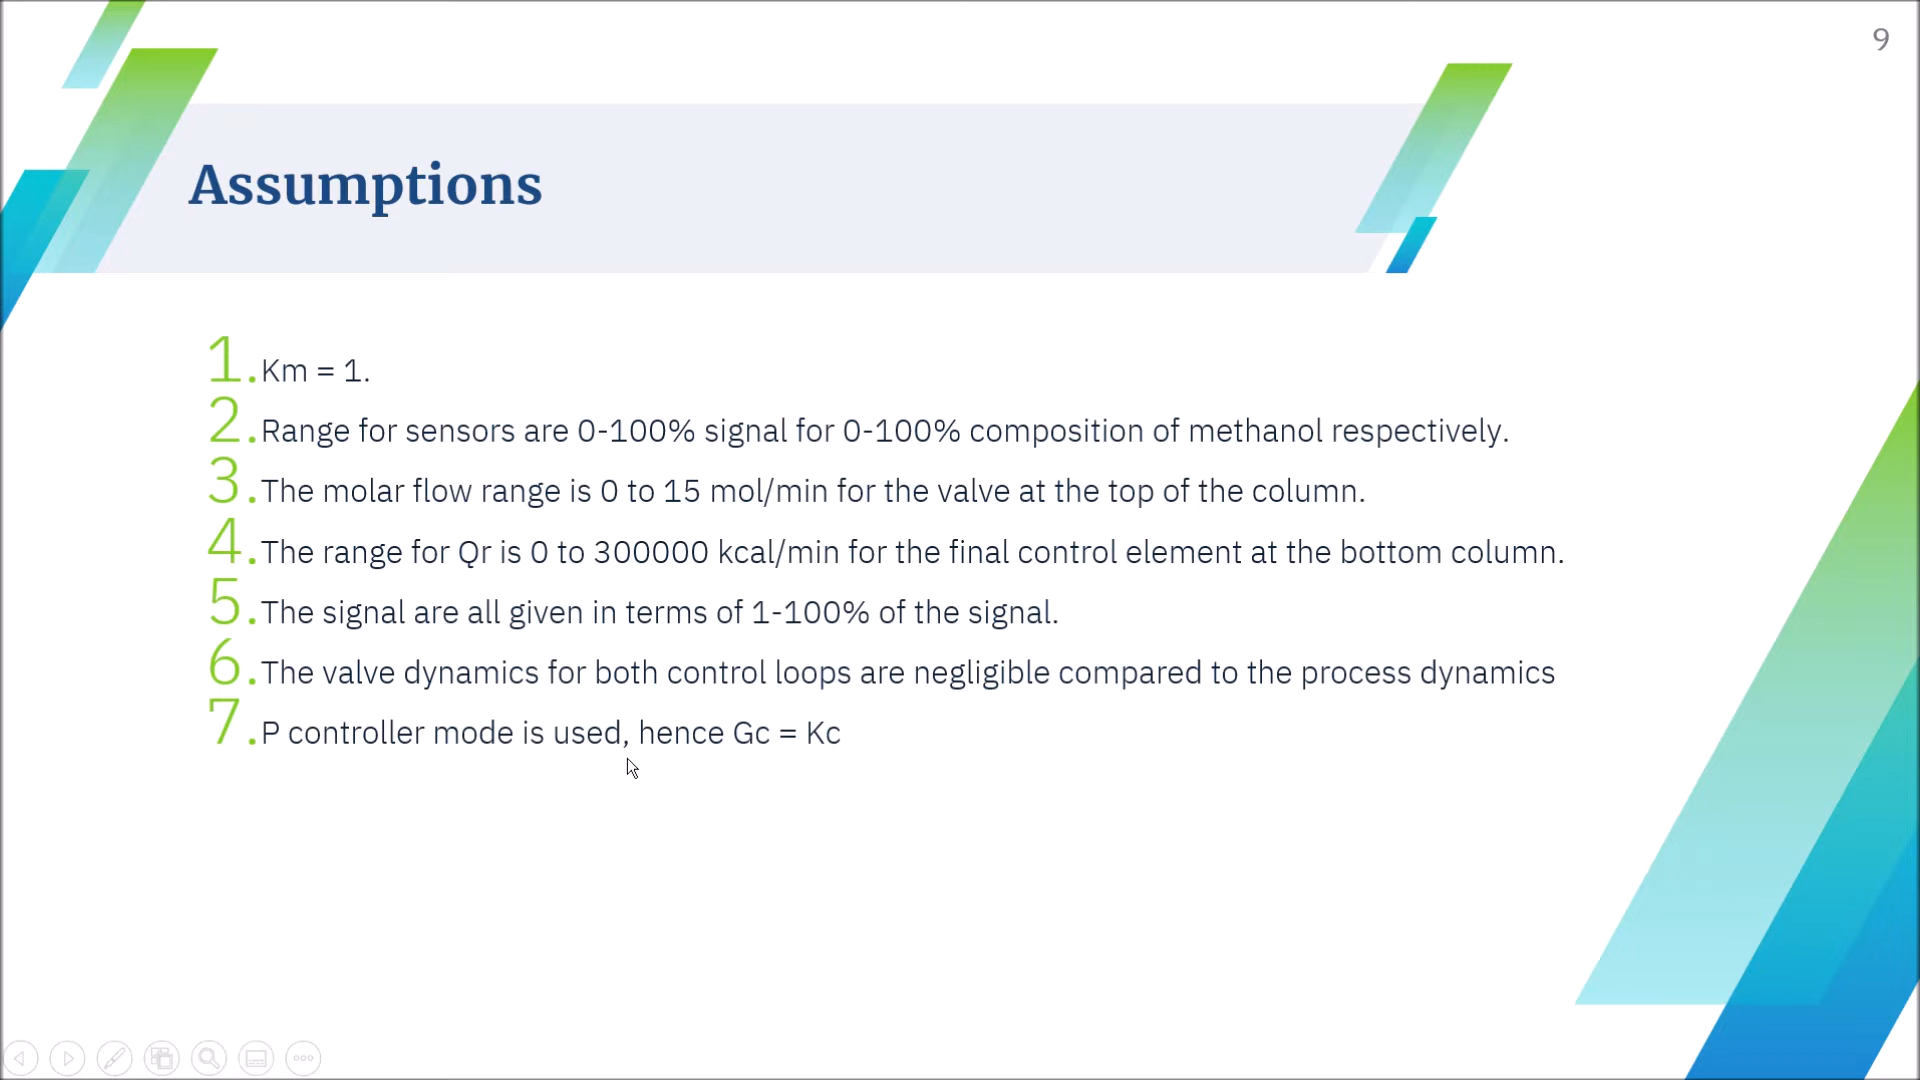 9
Assumptions
1. Km = 1.
2. Range for sensors are 0-100% signal for 0-100% composition of methanol respectively.
3. The molar flow range is 0 to 15 mol/min for the valve at the top of the column.
4. The range for Qr is 0 to 300000 kcal/min for the final control element at the bottom column.
5. The signal are all given in terms of 1-100% of the signal.
6. The valve dynamics for both control loops are negligible compared to the process dynamics
7. P controller mode is used, hence Gc = Kc